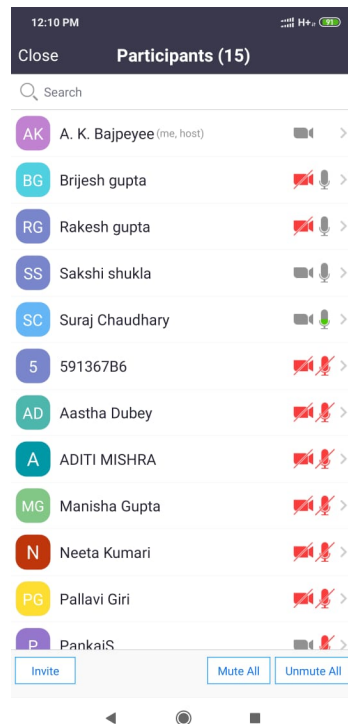 12:10 PM H+ 91
Close Participants (15)
Search
AK A. K. Bajpeyee (me, host)
BG Brijesh gupta
RG Rakesh gupta
SS Sakshi shukla
SC Suraj Chaudhary
5 591367B6
AD Aastha Dubey
A ADITI MISHRA
MG Manisha Gupta
N Neeta Kumari
PG Pallavi Giri
P PankajS
Invite Mute All Unmute All